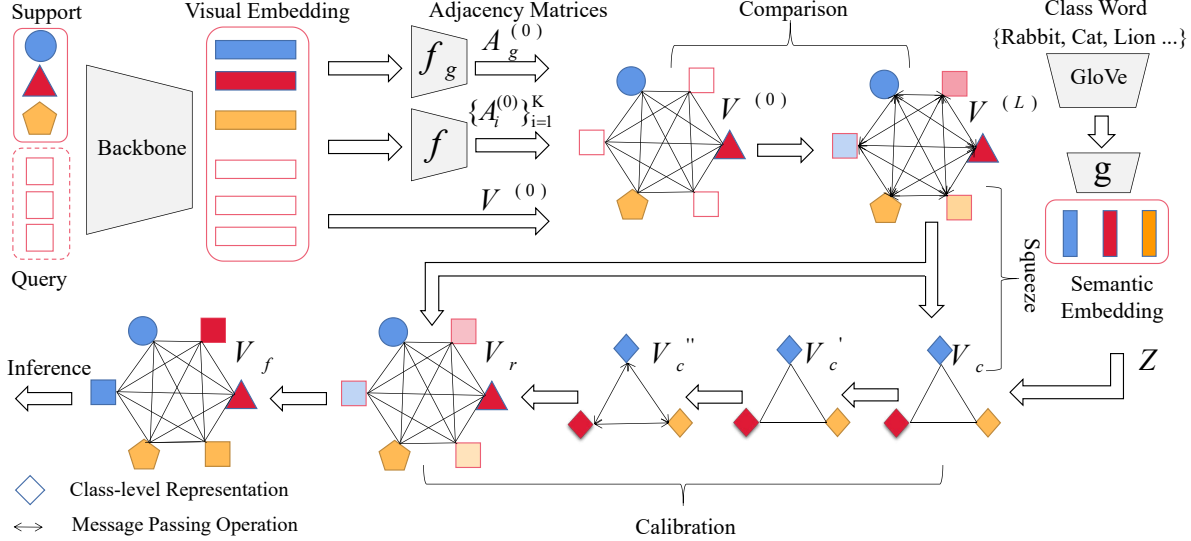 Support
Visual Embedding
Adjacency Matrices
Comparison
Class Word
{Rabbit, Cat, Lion ...}
Backbone
f_g
A_g^(0)
f
{A_i^(0)}_{i=1}^K
V^(0)
V^(0)
V^(L)
GloVe
g
Query
Squeeze
Semantic
Embedding
Inference
V_f
V_r
V_c''
V_c'
V_c
Z
Class-level Representation
Message Passing Operation
Calibration